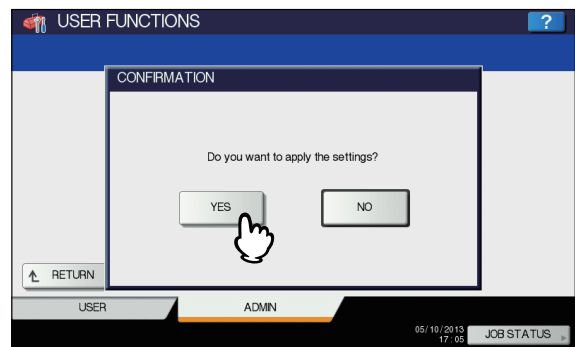 USER FUNCTIONS
?
CONFIRMATION
Do you want to apply the settings?
YES
NO
RETURN
USER
ADMIN
05/10/2013
17:05
JOB STATUS